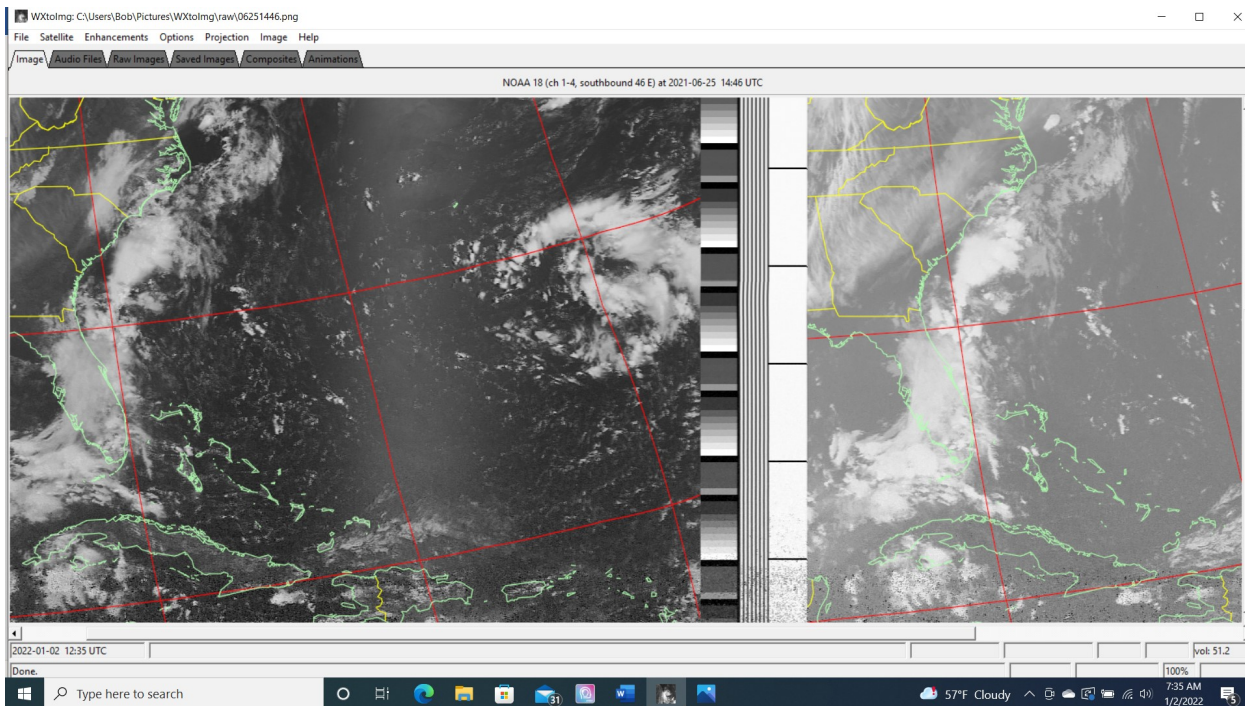 WXtoImg: C:\Users\Bob\Pictures\WXtoImg\raw\06251446.png
File Satellite Enhancements Options Projection Image Help
Image Audio Files Raw Images Saved Images Composites Animations
NOAA 18 (ch 1-4, southbound 46 E) at 2021-06-25 14:46 UTC
2022-01-02 12:35 UTC
vol: 51.2
Done.
100%
Type here to search
31
W
57°F Cloudy
7:35 AM
1/2/2022
5